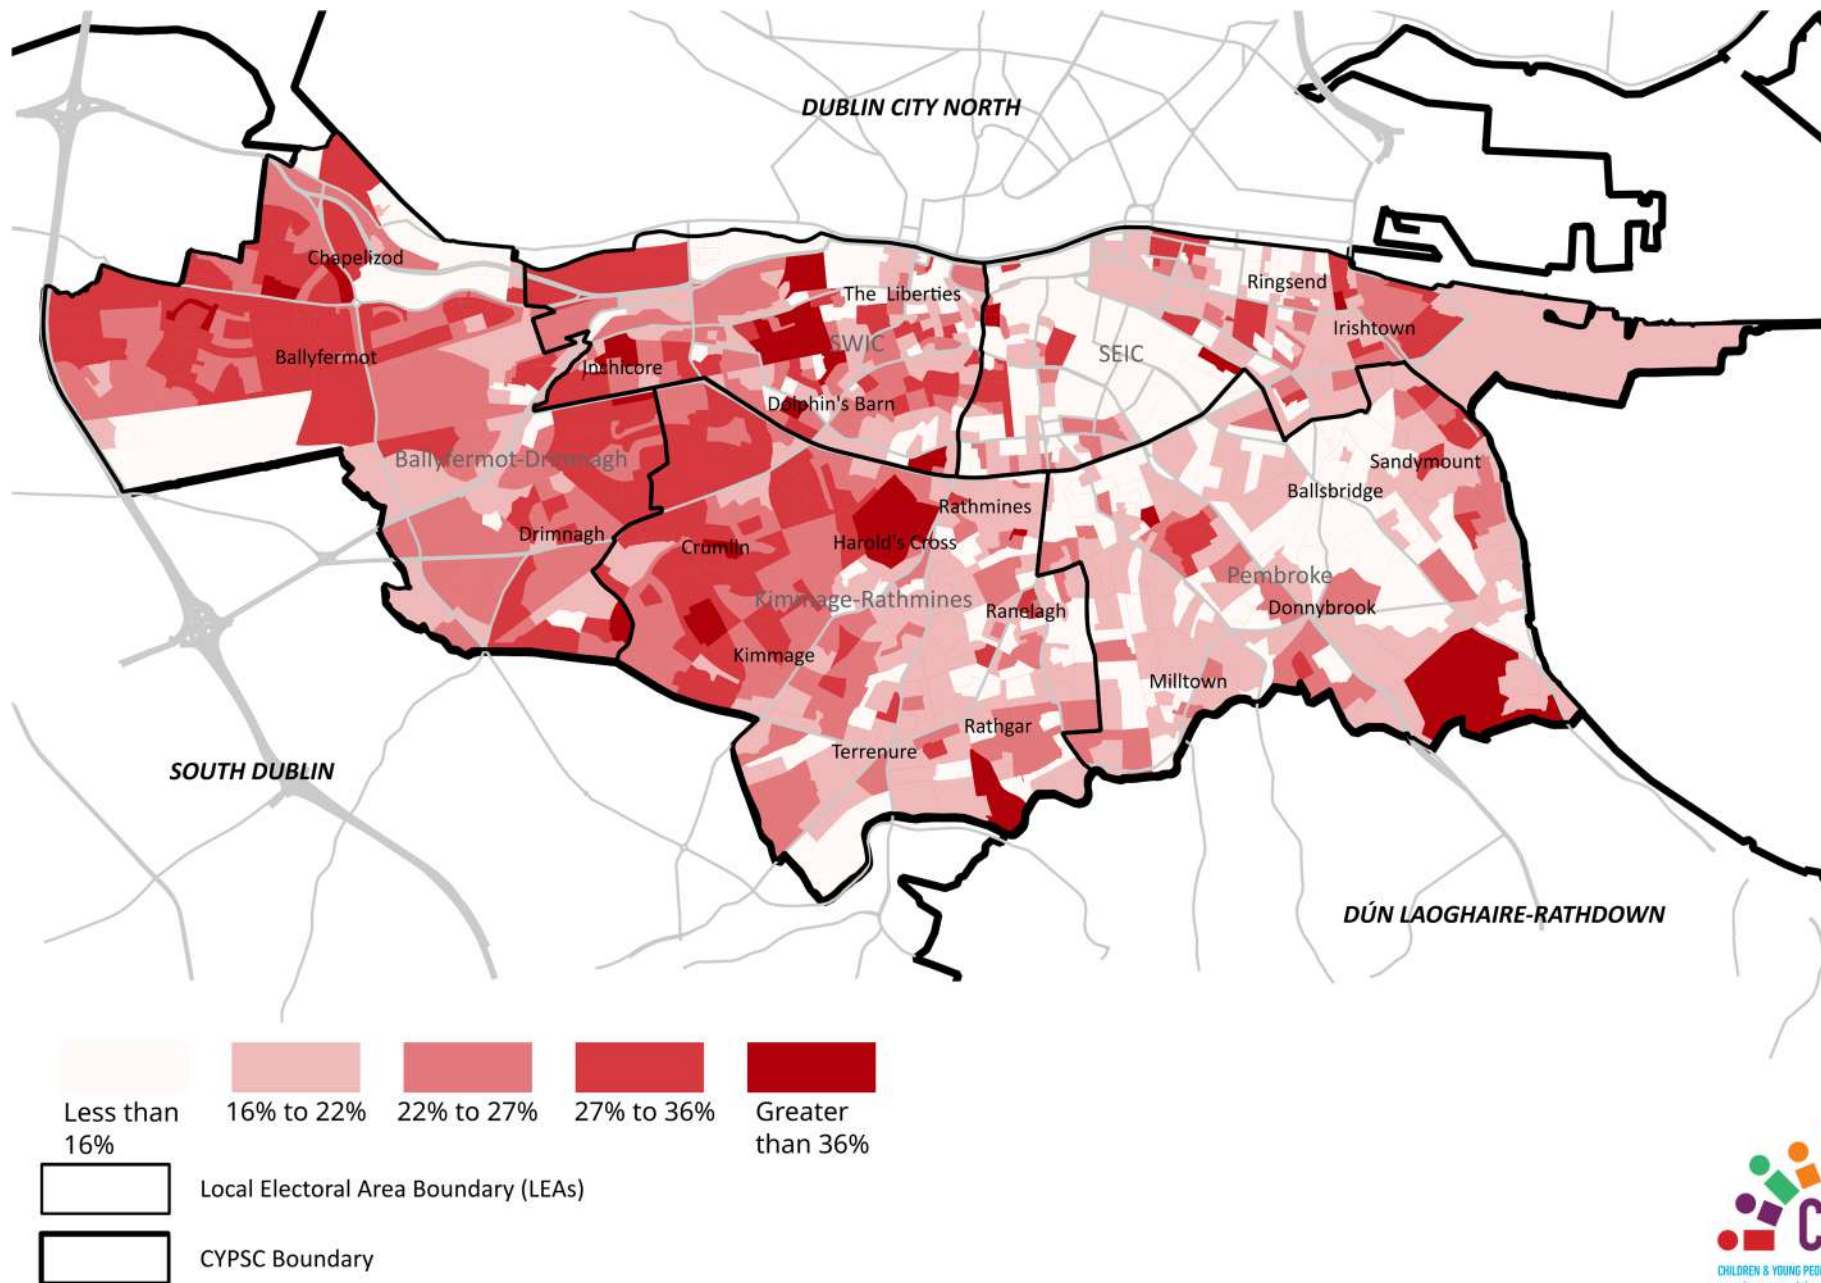 DUBLIN CITY NORTH
Chapelizod
Ringsend
The Liberties
Irishtown
SWIC
SEIC
Ballyfermot
Inchicore
Dolphin's Barn
Ballyfermot-Drimnagh
Sandymount
Ballsbridge
Rathmines
Drimnagh
Crumlin
Harold's Cross
Pembroke
Kimmage-Rathmines
Ranelagh
Donnybrook
Kimmage
Milltown
Rathgar
Terrenure
SOUTH DUBLIN
DÚN LAOGHAIRE-RATHDOWN
Less than
16%
16% to 22%
22% to 27%
27% to 36%
Greater
than 36%
Local Electoral Area Boundary (LEAs)
CYPSC Boundary
C
CHILDREN & YOUNG